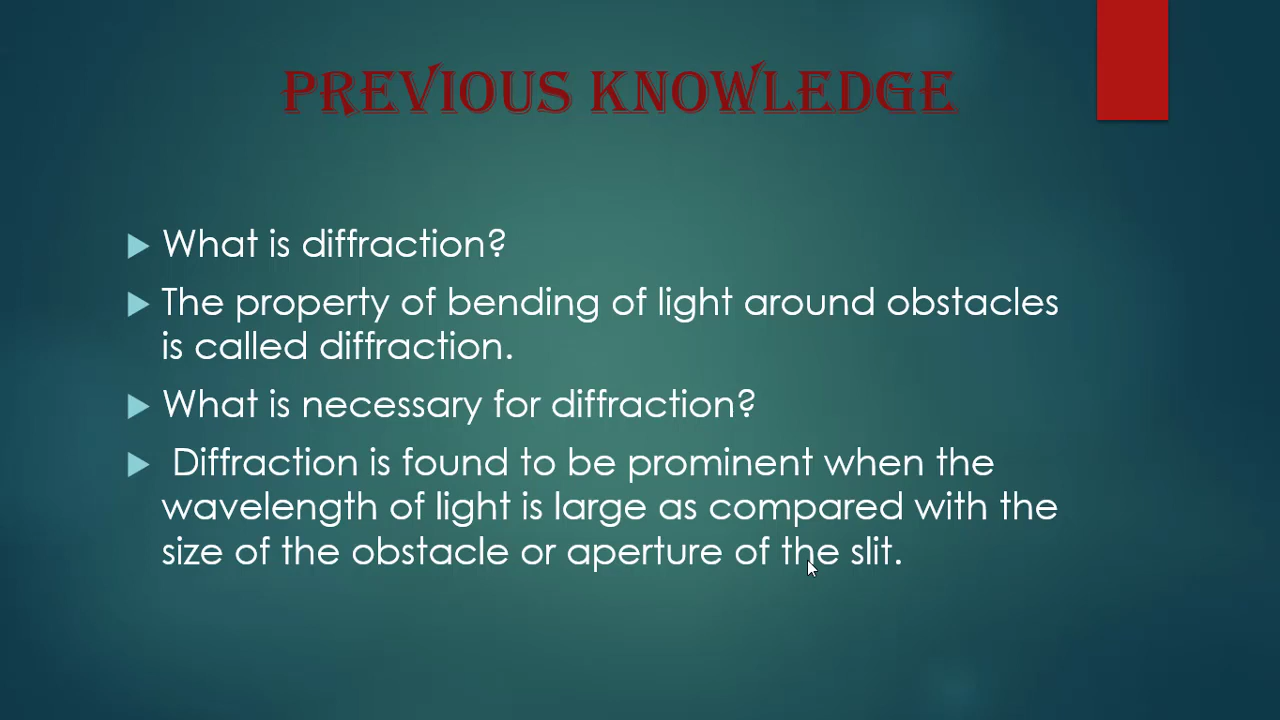 PREVIOUS KNOWLEDGE
What is diffraction?
The property of bending of light around obstacles
is called diffraction.
What is necessary for diffraction?
Diffraction is found to be prominent when the
wavelength of light is large as compared with the
size of the obstacle or aperture of the slit.